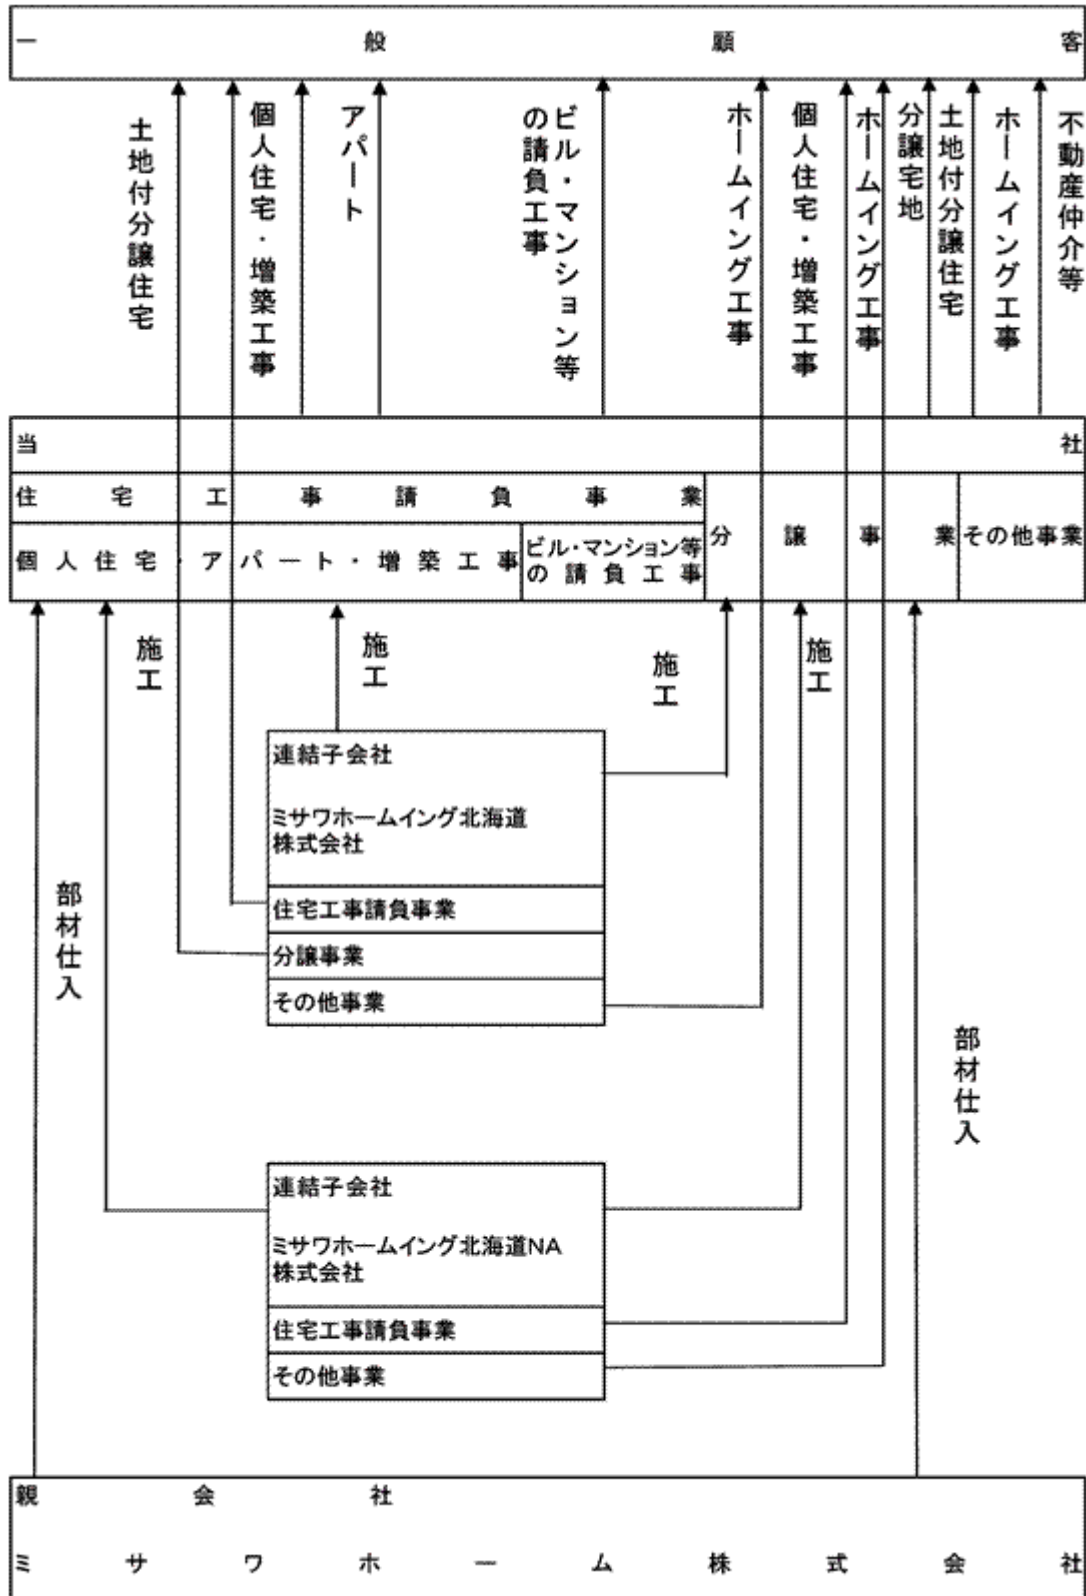 一般顧客
土地付分譲住宅
個人住宅・増築工事
アパート
ビル・マンション等
の請負工事
ホームイング工事
個人住宅・増築工事
ホームイング工事
分譲宅地
土地付分譲住宅
ホームイング工事
不動産仲介等
当社
住宅工事請負事業
個人住宅・アパート・増築工事
ビル・マンション等
の請負工事
分譲事業
その他事業
施工
施工
施工
施工
連結子会社
ミサワホームイング北海道
株式会社
住宅工事請負事業
分譲事業
その他事業
部材仕入
部材仕入
連結子会社
ミサワホームイング北海道NA
株式会社
住宅工事請負事業
その他事業
親会社
ミサワホーム株式会社